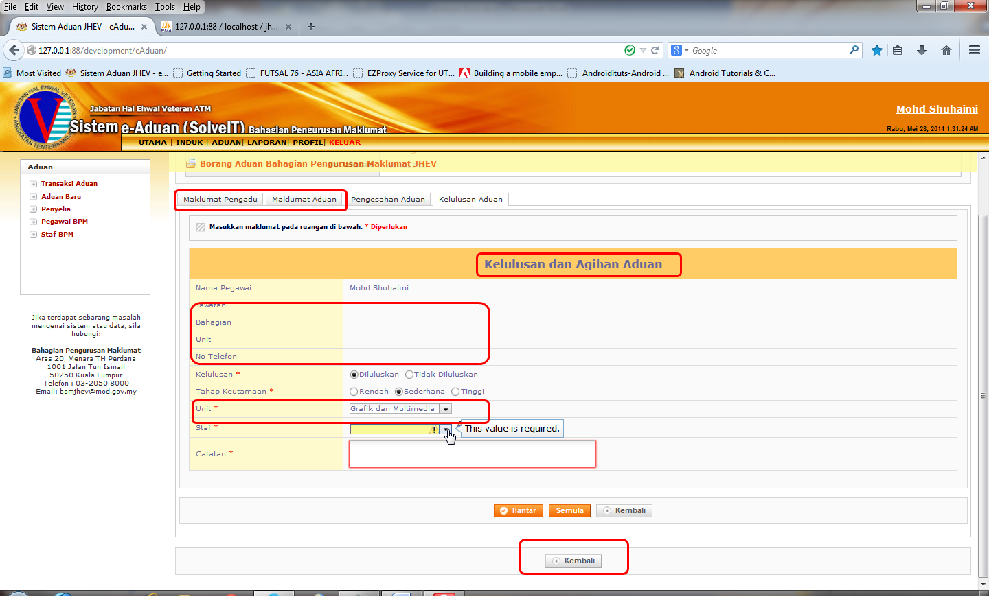 File Edit View History Bookmarks Tools Help
Sistem Aduan JHEV - eAdu... × 127.0.0.1:88 / localhost / jh... × +
127.0.0.1:88/development/eAduan/ Google
Most Visited Sistem Aduan JHEV - e... Getting Started FUTSAL 76 - ASIA AFRI... EZProxy Service for UT... Building a mobile emp... Androidituts-Android ... Android Tutorials & C...
JABATAN HAL EHWAL VETERAN
ANGKATAN TENTERA
V
Jabatan Hal Ehwal Veteran ATM
Sistem e-Aduan (SolveIT) Bahagian Pengurusan Maklumat
Mohd Shuhaimi
Rabu, Mei 28, 2014 1:31:24 AM
UTAMA | INDUK | ADUAN| LAPORAN| PROFIL| KELUAR
Aduan
Transaksi Aduan
Aduan Baru
Penyelia
Pegawai BPM
Staf BPM
Jika terdapat sebarang masalah
mengenai sistem atau data, sila
hubungi:
Bahagian Pengurusan Maklumat
Aras 20, Menara TH Perdana
1001 Jalan Tun Ismail
50250 Kuala Lumpur
Telefon : 03-2050 8000
Email: bpmjhev@mod.gov.my
Borang Aduan Bahagian Pengurusan Maklumat JHEV
Maklumat Pengadu Maklumat Aduan Pengesahan Aduan Kelulusan Aduan
Masukkan maklumat pada ruangan di bawah. * Diperlukan
Kelulusan dan Agihan Aduan
Nama Pegawai Mohd Shuhaimi
Jawatan
Bahagian
Unit
No Telefon
Kelulusan * Diluluskan Tidak Diluluskan
Tahap Keutamaan * Rendah Sederhana Tinggi
Unit * Grafik dan Multimedia
Staf * This value is required.
Catatan *
Hantar Semula Kembali
Kembali